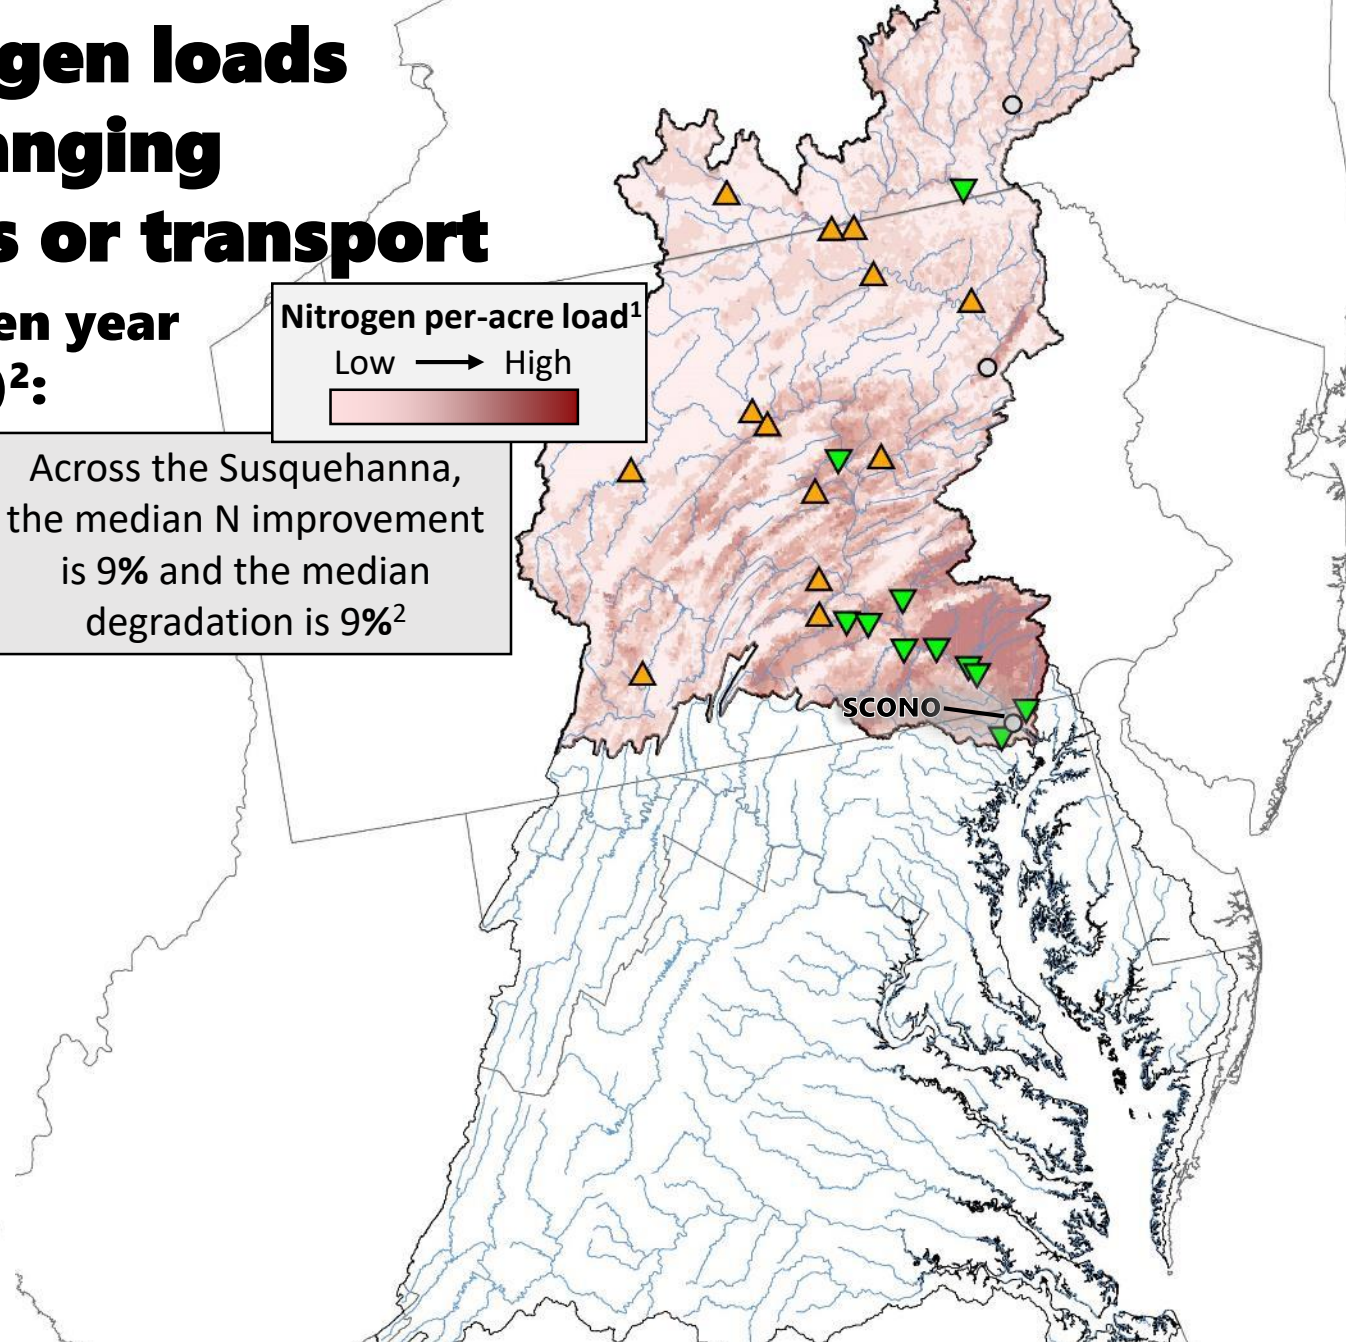 gen loads
anging
s or transport
en year
)²:
Nitrogen per-acre load¹
Low → High
Across the Susquehanna,
the median N improvement
is 9% and the median
degradation is 9%²
SCONO